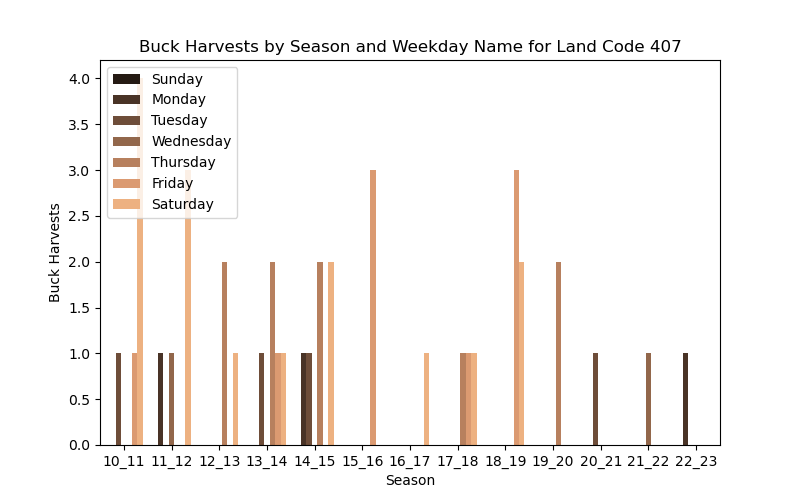 Buck Harvests by Season and Weekday Name for Land Code 407
Sunday
Monday
Tuesday
Wednesday
Thursday
Friday
Saturday
4.0
3.5
3.0
2.5
2.0
1.5
1.0
0.5
0.0
Buck Harvests
10_11 11_12 12_13 13_14 14_15 15_16 16_17 17_18 18_19 19_20 20_21 21_22 22_23
Season